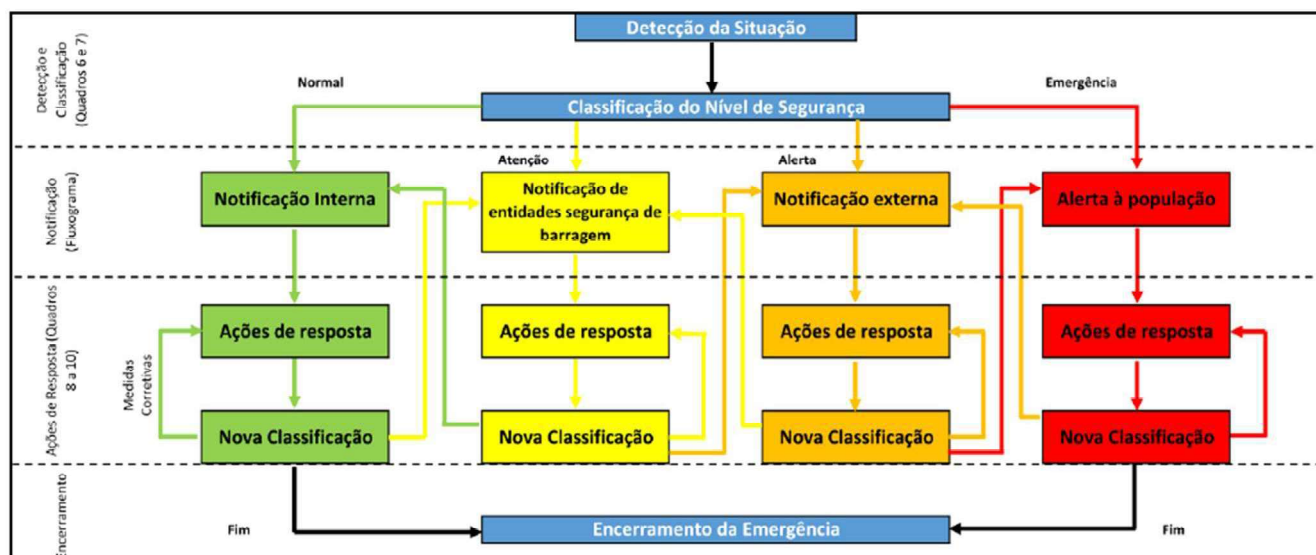 Detecção da Situação
Detecção e
Classificação
(Quadros 6 e 7)
Normal
Emergência
Classificação do Nível de Segurança
Atenção
Alerta
Notificação
(Fluxograma)
Notificação Interna
Notificação de
entidades segurança de
barragem
Notificação externa
Alerta à população
Ações de Resposta (Quadros
8 a 10)
Medidas
Corretivas
Ações de resposta
Ações de resposta
Ações de resposta
Ações de resposta
Nova Classificação
Nova Classificação
Nova Classificação
Nova Classificação
Encerramento
Fim
Encerramento da Emergência
Fim